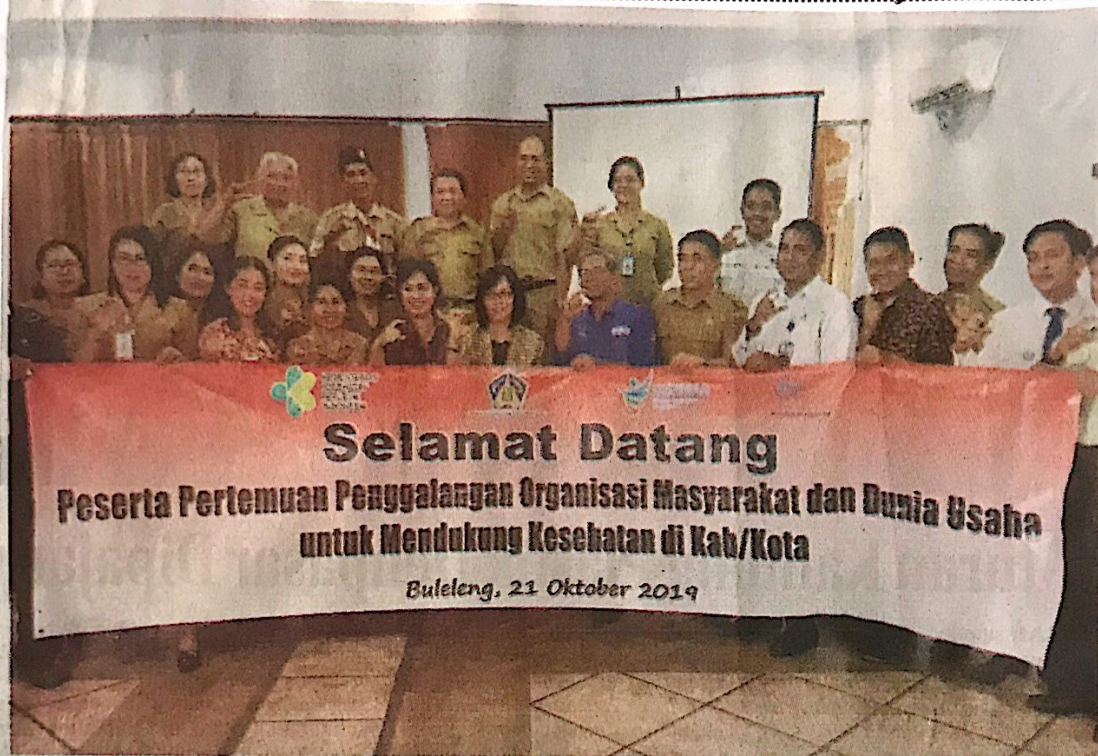 Selamat Datang
Peserta Pertemuan Penggalangan Organisasi Masyarakat dan Dunia Usaha
untuk Mendukung Kesehatan di Kab/Kota
Buleleng, 21 Oktober 2019